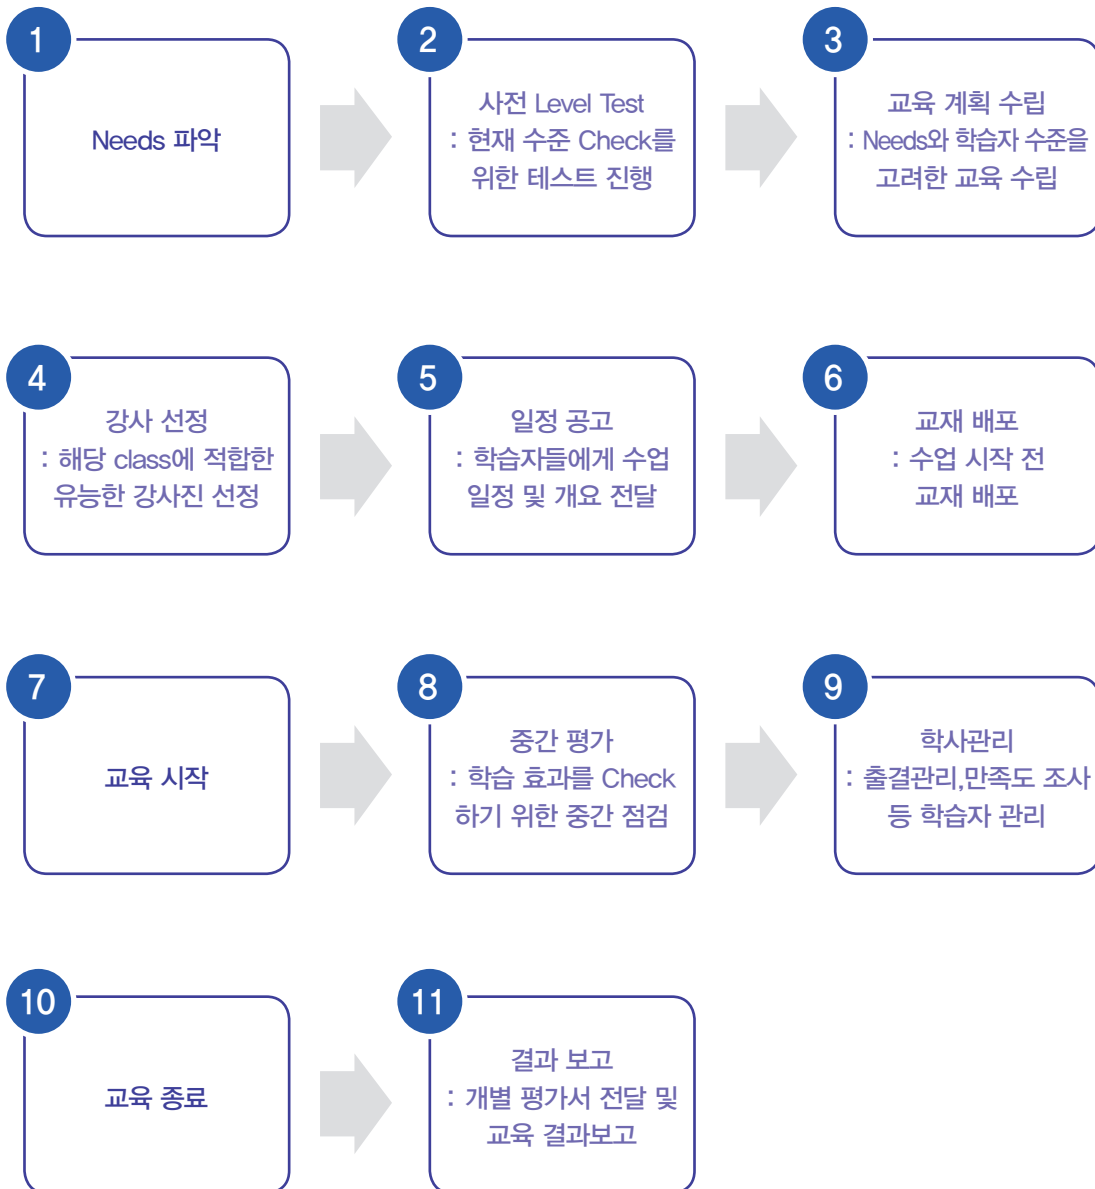 1
Needs 파악
2
사전 Level Test
: 현재 수준 Check를
위한 테스트 진행
3
교육 계획 수립
: Needs와 학습자 수준을
고려한 교육 수립
4
강사 선정
: 해당 class에 적합한
유능한 강사진 선정
5
일정 공고
: 학습자들에게 수업
일정 및 개요 전달
6
교재 배포
: 수업 시작 전
교재 배포
7
교육 시작
8
중간 평가
: 학습 효과를 Check
하기 위한 중간 점검
9
학사관리
: 출결관리,만족도 조사
등 학습자 관리
10
교육 종료
11
결과 보고
: 개별 평가서 전달 및
교육 결과보고